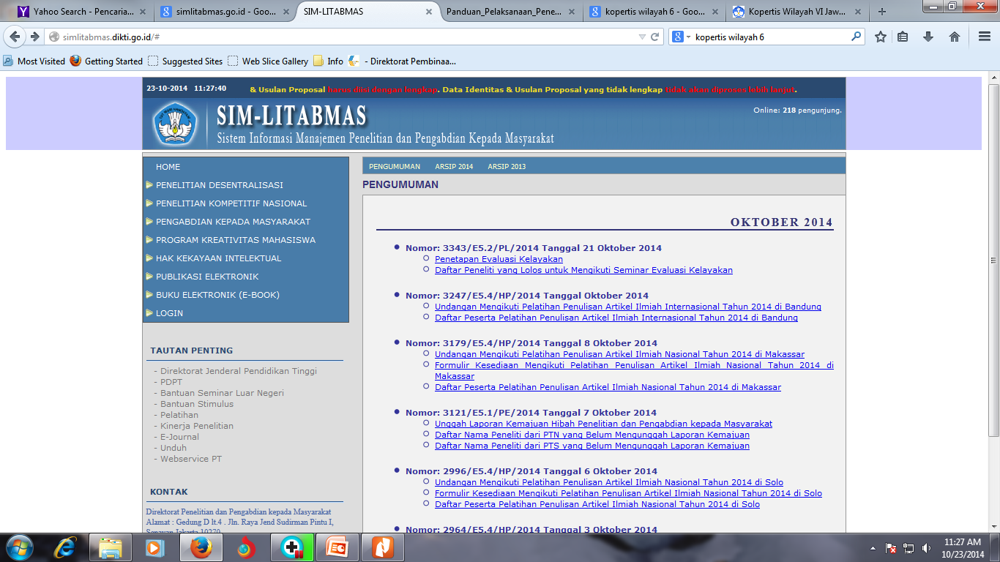 Yahoo Search - Pencaria...
simlitabmas.go.id - Goo...
SIM-LITABMAS
Panduan_Pelaksanaan_Pene...
kopertis wilayah 6 - Goo...
Kopertis Wilayah VI Jaw...
simlitabmas.dikti.go.id/#
kopertis wilayah 6
Most Visited
Getting Started
Suggested Sites
Web Slice Gallery
Info
- Direktorat Pembinaa...
23-10-2014 11:27:40
& Usulan Proposal harus diisi dengan lengkap. Data Identitas & Usulan Proposal yang tidak lengkap tidak akan diproses lebih lanjut.
SIM-LITABMAS
Sistem Informasi Manajemen Penelitian dan Pengabdian Kepada Masyarakat
Online: 218 pengunjung.
HOME
PENELITIAN DESENTRALISASI
PENELITIAN KOMPETITIF NASIONAL
PENGABDIAN KEPADA MASYARAKAT
PROGRAM KREATIVITAS MAHASISWA
HAK KEKAYAAN INTELEKTUAL
PUBLIKASI ELEKTRONIK
BUKU ELEKTRONIK (E-BOOK)
LOGIN
TAUTAN PENTING
- Direktorat Jenderal Pendidikan Tinggi
- PDPT
- Bantuan Seminar Luar Negeri
- Bantuan Stimulus
- Pelatihan
- Kinerja Penelitian
- E-Journal
- Unduh
- Webservice PT
KONTAK
Direktorat Penelitian dan Pengabdian kepada Masyarakat
Alamat : Gedung D lt.4 . Jln. Raya Jend Sudirman Pintu I,
Senayan Jakarta 10270
PENGUMUMAN ARSIP 2014 ARSIP 2013
PENGUMUMAN
OKTOBER 2014
Nomor: 3343/E5.2/PL/2014 Tanggal 21 Oktober 2014
Penetapan Evaluasi Kelayakan
Daftar Peneliti yang Lolos untuk Mengikuti Seminar Evaluasi Kelayakan
Nomor: 3247/E5.4/HP/2014 Tanggal Oktober 2014
Undangan Mengikuti Pelatihan Penulisan Artikel Ilmiah Internasional Tahun 2014 di Bandung
Daftar Peserta Pelatihan Penulisan Artikel Ilmiah Internasional Tahun 2014 di Bandung
Nomor: 3179/E5.4/HP/2014 Tanggal 8 Oktober 2014
Undangan Mengikuti Pelatihan Penulisan Artikel Ilmiah Nasional Tahun 2014 di Makassar
Formulir Kesediaan Mengikuti Pelatihan Penulisan Artikel Ilmiah Nasional Tahun 2014 di
Makassar
Daftar Peserta Pelatihan Penulisan Artikel Ilmiah Nasional Tahun 2014 di Makassar
Nomor: 3121/E5.1/PE/2014 Tanggal 7 Oktober 2014
Unggah Laporan Kemajuan Hibah Penelitian dan Pengabdian kepada Masyarakat
Daftar Nama Peneliti dari PTN yang Belum Mengunggah Laporan Kemajuan
Daftar Nama Peneliti dari PTS yang Belum Mengunggah Laporan Kemajuan
Nomor: 2996/E5.4/HP/2014 Tanggal 6 Oktober 2014
Undangan Mengikuti Pelatihan Penulisan Artikel Ilmiah Nasional Tahun 2014 di Solo
Formulir Kesediaan Mengikuti Pelatihan Penulisan Artikel Ilmiah Nasional Tahun 2014 di Solo
Daftar Peserta Pelatihan Penulisan Artikel Ilmiah Nasional Tahun 2014 di Solo
Nomor: 2964/E5.4/HP/2014 Tanggal 3 Oktober 2014
11:27 AM
10/23/2014